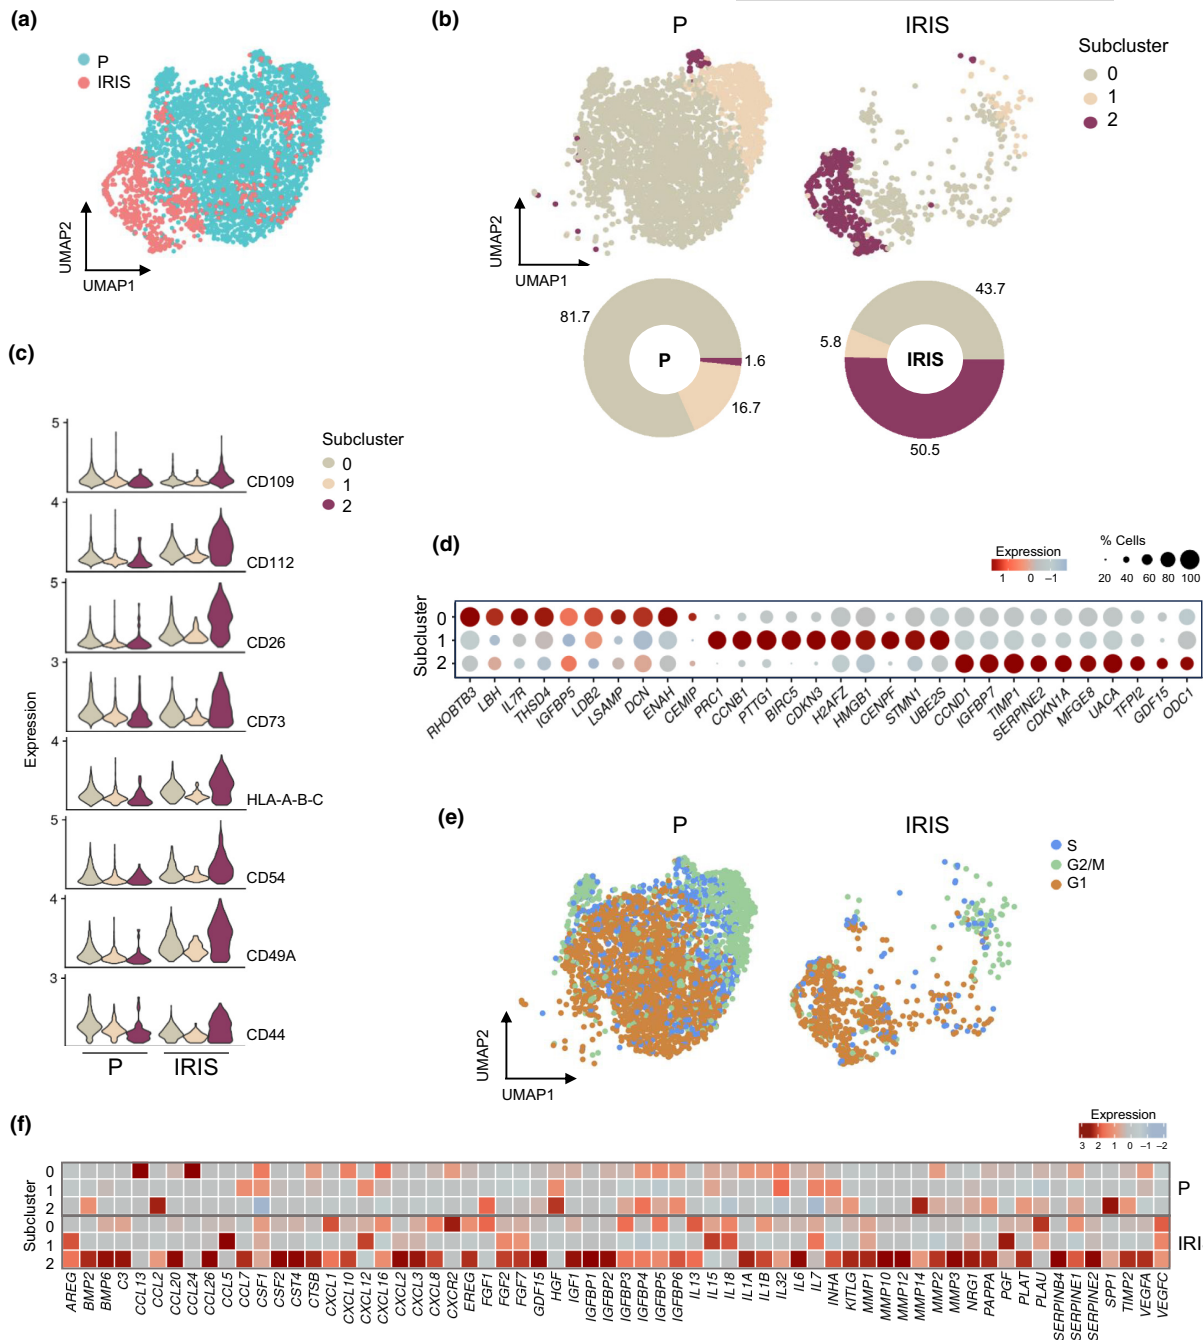 (a)
P
IRIS
UMAP2
UMAP1
(b)
P
IRIS
Subcluster
0
1
2
UMAP2
UMAP1
81.7
P
1.6
16.7
43.7
5.8
IRIS
50.5
(c)
Subcluster
0
1
2
Expression
5
CD109
4
CD112
5
CD26
3
CD73
4
HLA-A-B-C
5
CD54
4
CD49A
3
CD44
P
IRIS
(d)
Expression
1 0 −1
% Cells
20 40 60 80 100
Subcluster
0
1
2
RHOBTB3 LBH IL7R THSD4 IGFBP5 LDB2 LSAMP DCN ENAH CEMIP PRC1 CCNB1 PTTG1 BIRC5 CDKN3 H2AFZ HMGB1 CENPF STMN1 UBE2S CCND1 IGFBP7 TIMP1 SERPINE2 CDKN1A MFGE8 UACA TFPI2 GDF15 ODC1
(e)
P
IRIS
S
G2/M
G1
UMAP2
UMAP1
(f)
Expression
3 2 1 0 −1 −2
Subcluster
0
1
2
P
0
1
2
IRI
AREG BMP2 BMP6 C3 CCL13 CCL2 CCL20 CCL24 CCL26 CCL5 CCL7 CSF1 CSF2 CST4 CTSB CXCL1 CXCL10 CXCL12 CXCL16 CXCL2 CXCL3 CXCL8 CXCR2 EREG FGF1 FGF2 FGF7 GDF15 HGF IGF1 IGFBP1 IGFBP2 IGFBP3 IGFBP4 IGFBP5 IGFBP6 IL13 IL15 IL18 IL1A IL1B IL32 IL6 IL7 INHA KITLG MMP1 MMP10 MMP12 MMP14 MMP2 MMP3 NRG1 PAPPA PGF PLAT PLAU SERPINB4 SERPINE1 SERPINE2 SPP1 TIMP2 VEGFA VEGFC